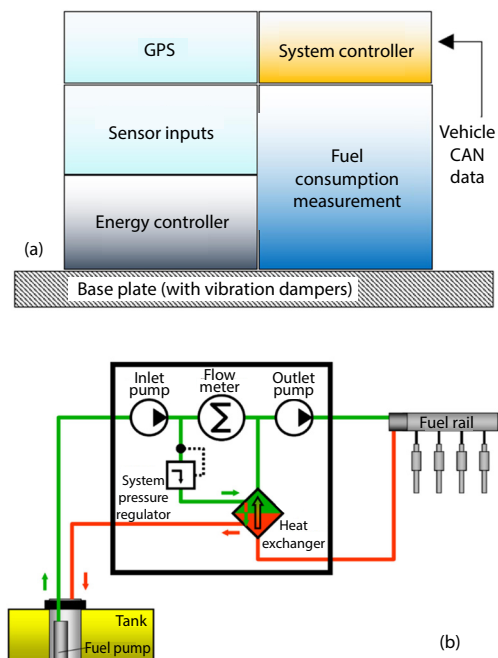 GPS
System controller
Sensor inputs
Fuel
consumption
measurement
Vehicle
CAN
data
Energy controller
(a)
Base plate (with vibration dampers)
Inlet
pump
Flow
meter
Outlet
pump
Σ
Fuel rail
System
pressure
regulator
Heat
exchanger
Tank
Fuel pump
(b)